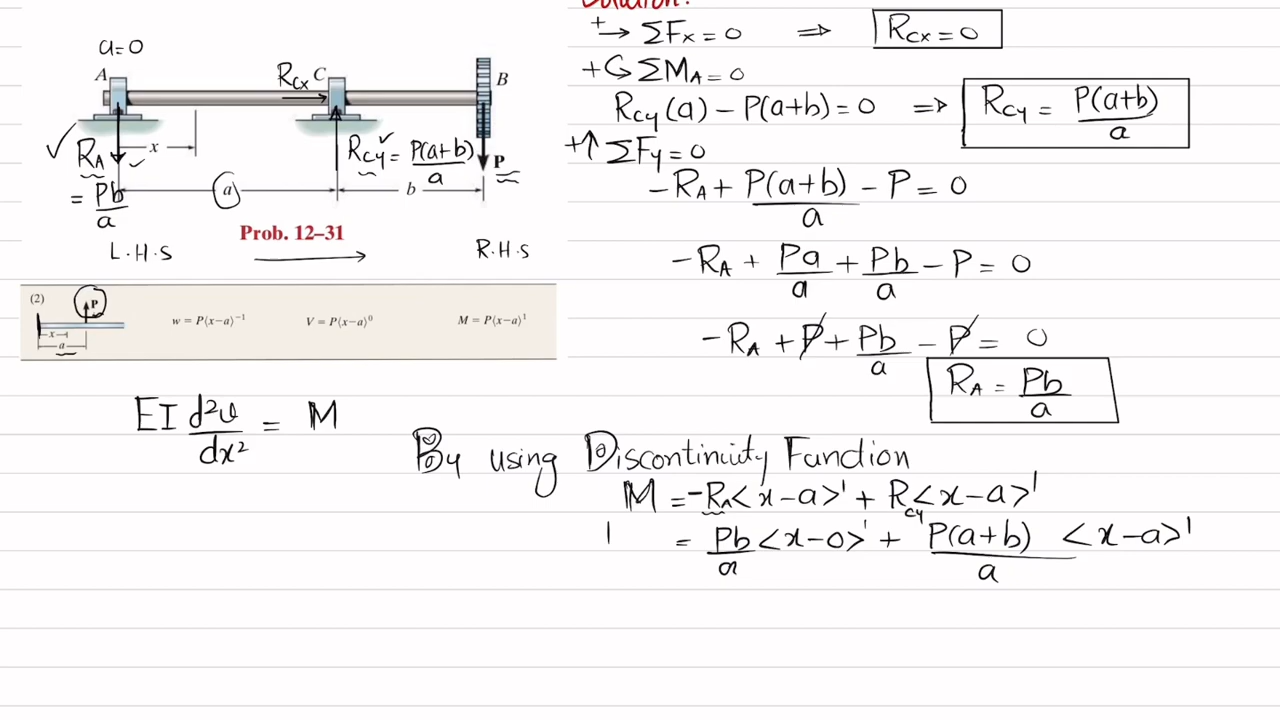 Solution:
+→ ΣFx = 0 ⇒ Rcx = 0
+↺ ΣMA = 0
Rcy(a) − P(a+b) = 0 ⇒ Rcy = P(a+b)/a
+↑ ΣFy = 0
−RA + P(a+b)/a − P = 0
−RA + Pa/a + Pb/a − P = 0
−RA + P + Pb/a − P = 0
RA = Pb/a
a=0
A Rcx C B
x
✓ RA ✓ = Pb/a
Rcy ✓ = P(a+b)/a
P
a b
Prob. 12–31
L.H.S → R.H.S
(2) P w = P⟨x−a⟩⁻¹ V = P⟨x−a⟩⁰ M = P⟨x−a⟩¹
x
a
EI d²υ/dx² = M
By using Discontinuity Function
M = −RA<x−a>¹ + Rcy<x−a>¹
= Pb/a <x−0>¹ + P(a+b)/a <x−a>¹